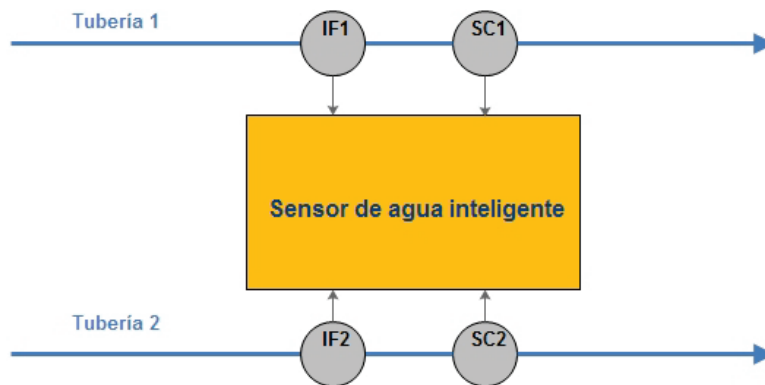 Tubería 1
IF1
SC1
Sensor de agua inteligente
Tubería 2
IF2
SC2